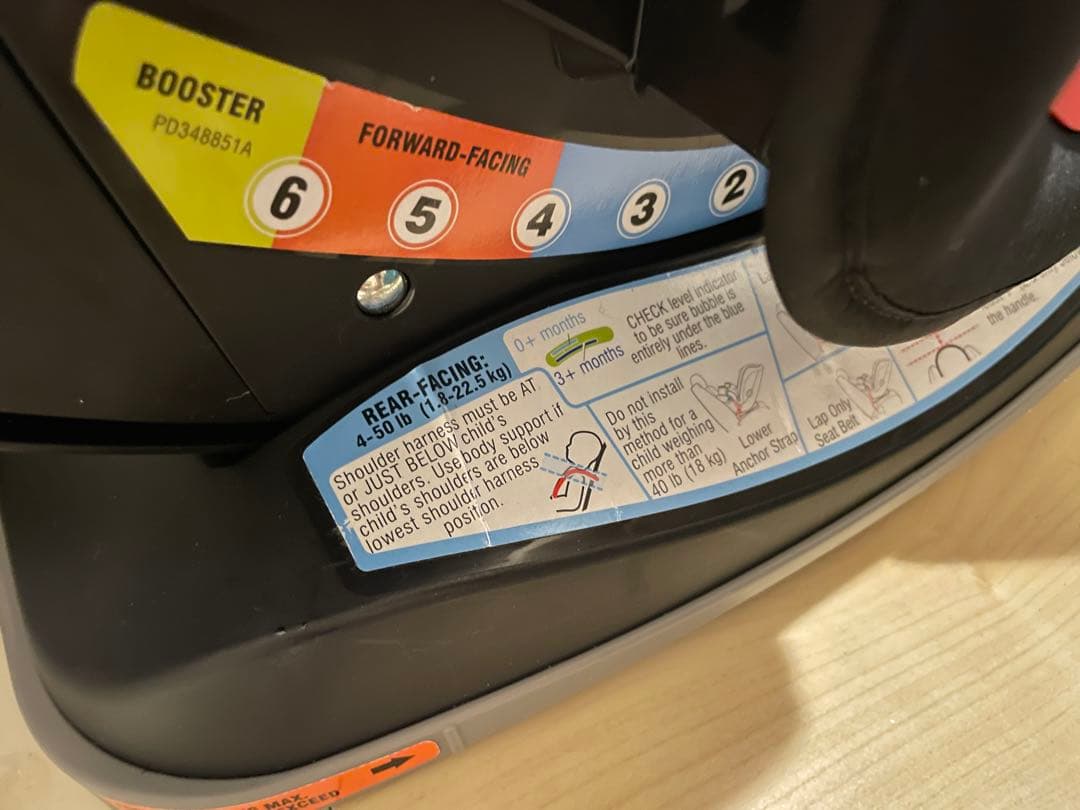 BOOSTER
PD348851A
FORWARD-FACING
6 5 4 3 2
REAR-FACING:
4-50 lb (1.8-22.5 kg)
Shoulder harness must be AT
or JUST BELOW child's
shoulders. Use body support if
child's shoulders are below
lowest shoulder harness
position.
0+ months
3+ months
CHECK level indicator
to be sure bubble is
entirely under the blue
lines.
Do not install
by this
method for a
child weighing
more than
40 lb (18 kg)
Lower
Anchor Strap
Lap Only
Seat Belt
the handle.
MAX.
EXCEED